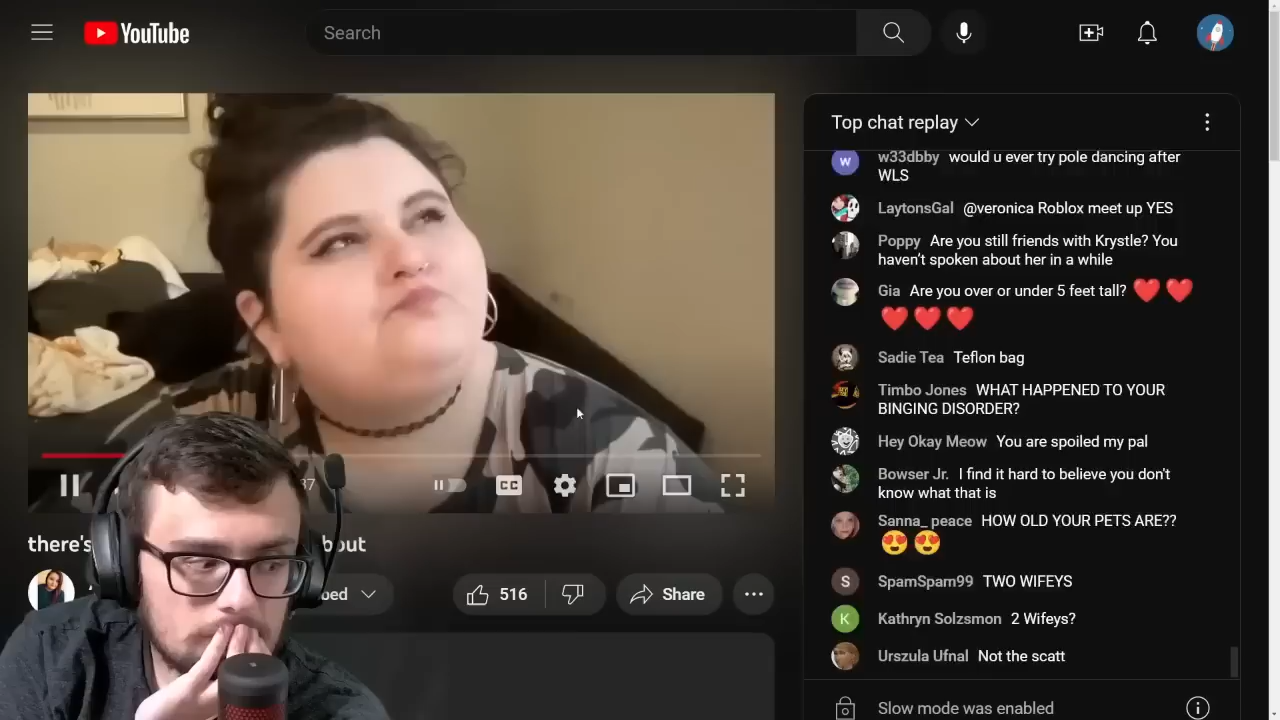 YouTube
Search
Top chat replay
w
w33dbby would u ever try pole dancing after
WLS
LaytonsGal @veronica Roblox meet up YES
Poppy Are you still friends with Krystle? You
haven't spoken about her in a while
Gia Are you over or under 5 feet tall? ❤️❤️
❤️❤️❤️
Sadie Tea Teflon bag
Timbo Jones WHAT HAPPENED TO YOUR
BINGING DISORDER?
Hey Okay Meow You are spoiled my pal
Bowser Jr. I find it hard to believe you don't
know what that is
Sanna_ peace HOW OLD YOUR PETS ARE??
😍😍
S
SpamSpam99 TWO WIFEYS
K
Kathryn Solzsmon 2 Wifeys?
Urszula Ufnal Not the scatt
Slow mode was enabled
37
CC
there's
bout
bed
516
Share